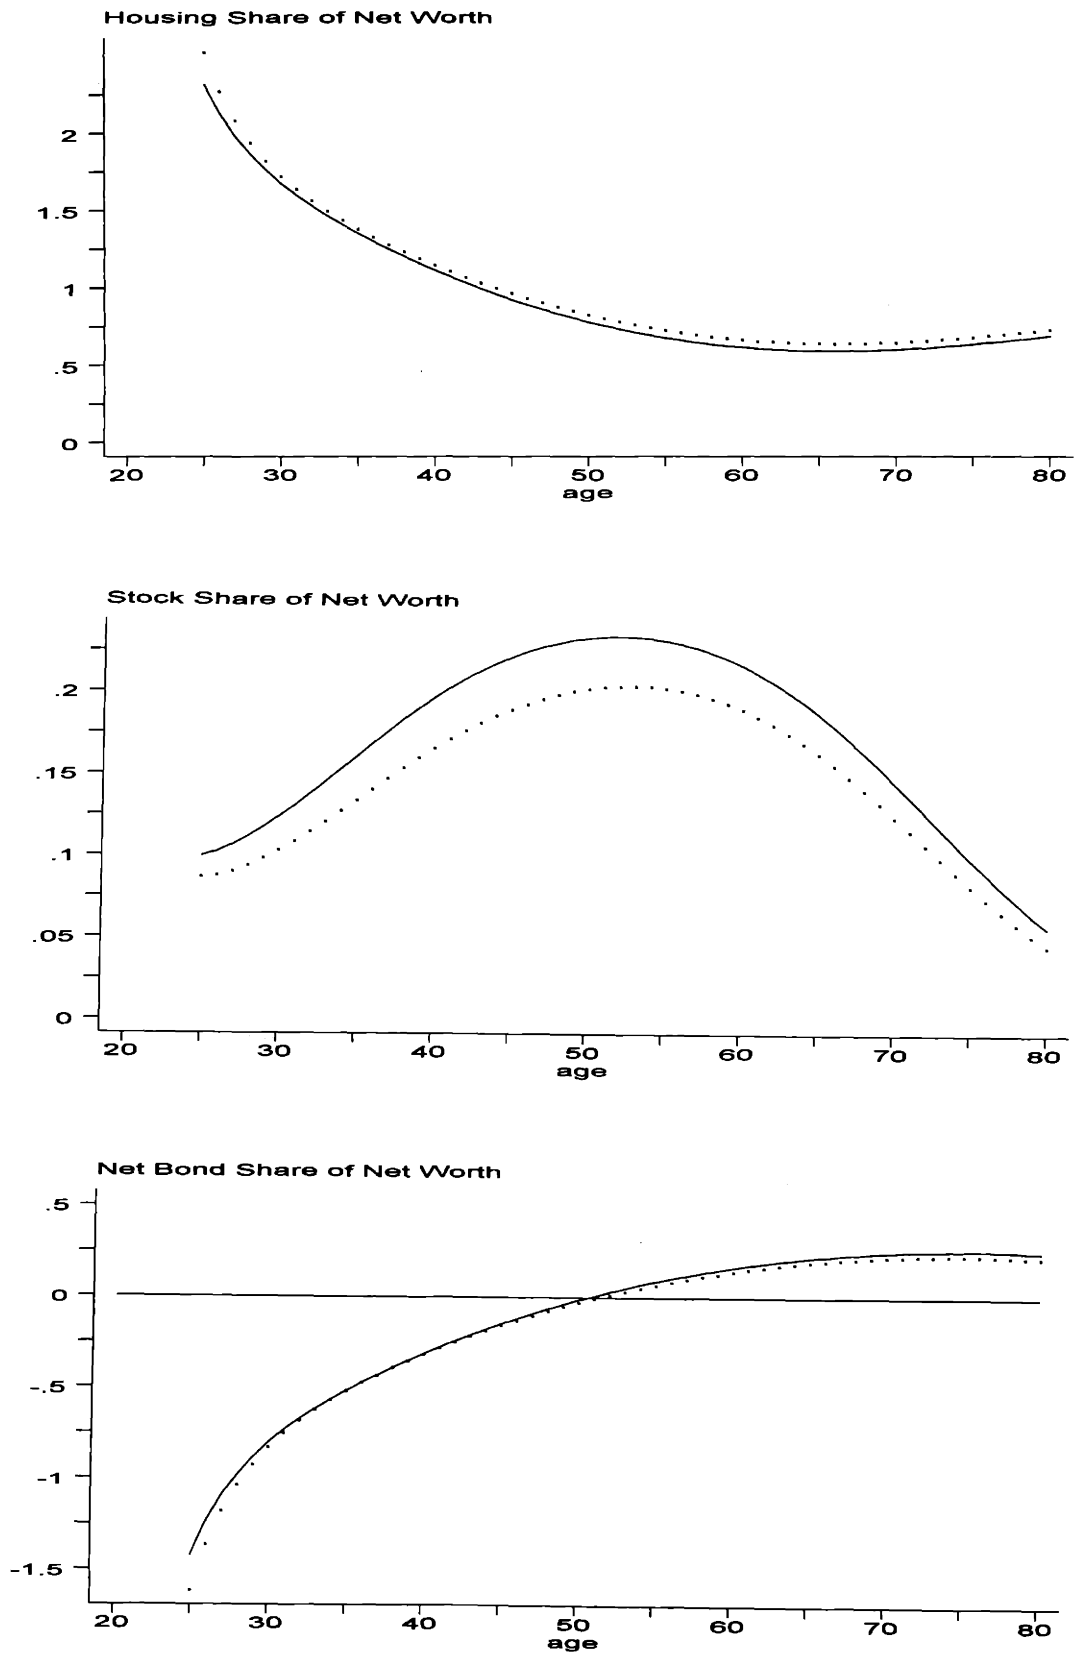 Housing Share of Net Worth
2
1.5
1
.5
0
20 30 40 50 60 70 80
age
Stock Share of Net Worth
.2
.15
.1
.05
0
20 30 40 50 60 70 80
age
Net Bond Share of Net Worth
.5
0
-.5
-1
-1.5
20 30 40 50 60 70 80
age